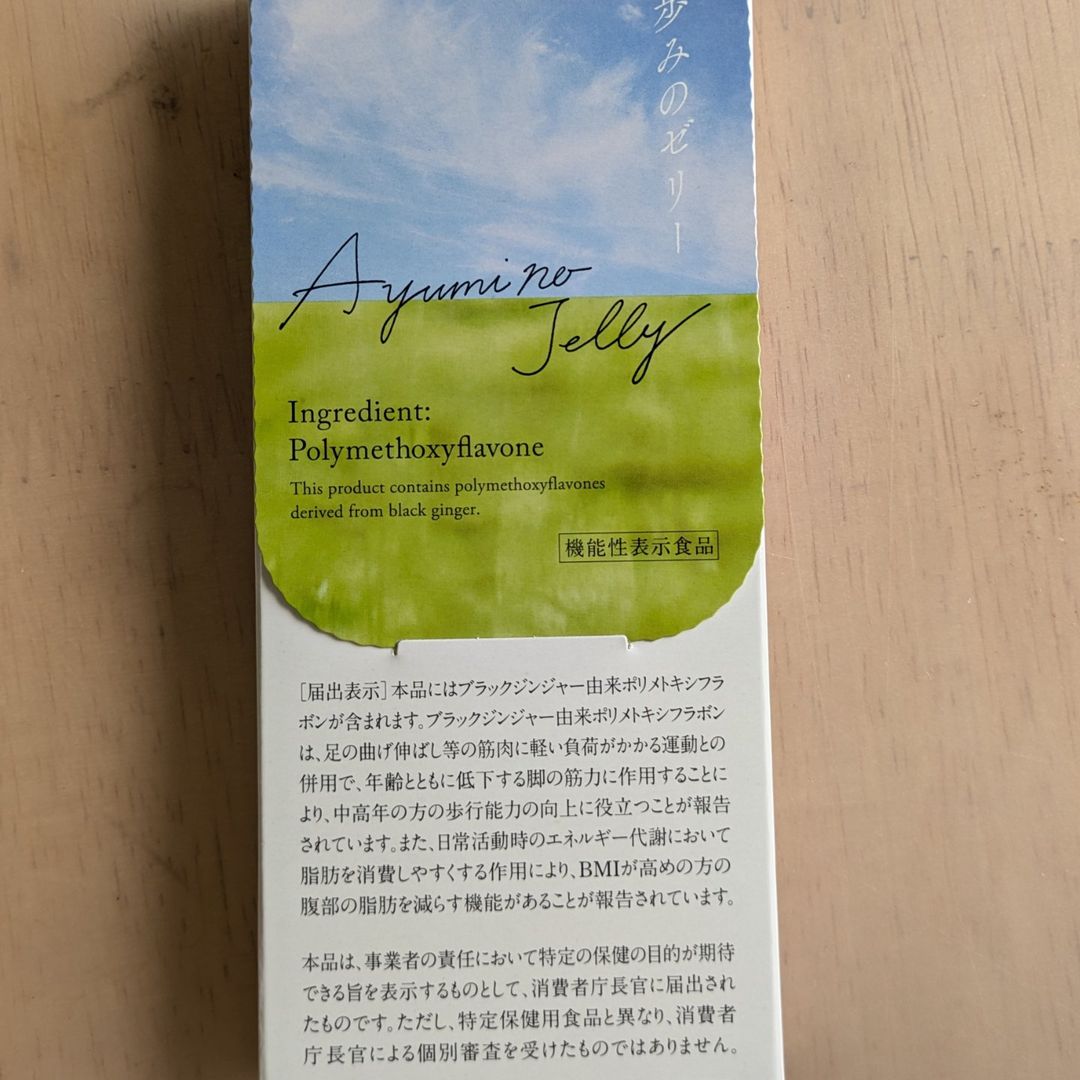 歩みのゼリー
Ayumi no
Jelly
Ingredient:
Polymethoxyflavone
This product contains polymethoxyflavones
derived from black ginger.
機能性表示食品
［届出表示］本品にはブラックジンジャー由来ポリメトキシフラ
ボンが含まれます。ブラックジンジャー由来ポリメトキシフラボン
は、足の曲げ伸ばし等の筋肉に軽い負荷がかかる運動との
併用で、年齢とともに低下する脚の筋力に作用することに
より、中高年の方の歩行能力の向上に役立つことが報告
されています。また、日常活動時のエネルギー代謝において
脂肪を消費しやすくする作用により、BMIが高めの方の
腹部の脂肪を減らす機能があることが報告されています。
本品は、事業者の責任において特定の保健の目的が期待
できる旨を表示するものとして、消費者庁長官に届出され
たものです。ただし、特定保健用食品と異なり、消費者
庁長官による個別審査を受けたものではありません。